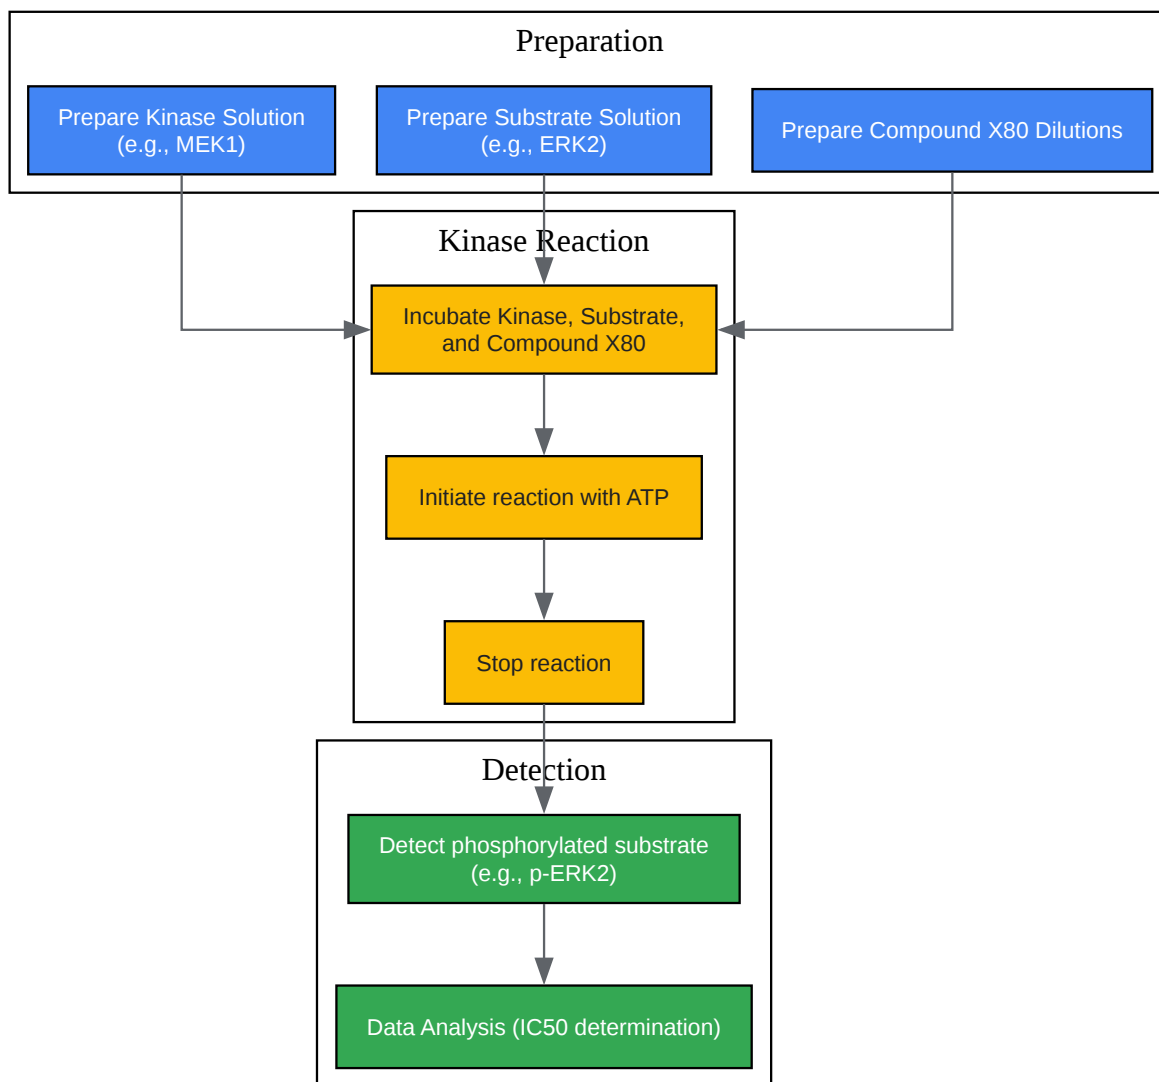 Preparation
Prepare Kinase Solution
(e.g., MEK1)
Prepare Substrate Solution
(e.g., ERK2)
Prepare Compound X80 Dilutions
Kinase Reaction
Incubate Kinase, Substrate,
and Compound X80
Initiate reaction with ATP
Stop reaction
Detection
Detect phosphorylated substrate
(e.g., p-ERK2)
Data Analysis (IC50 determination)